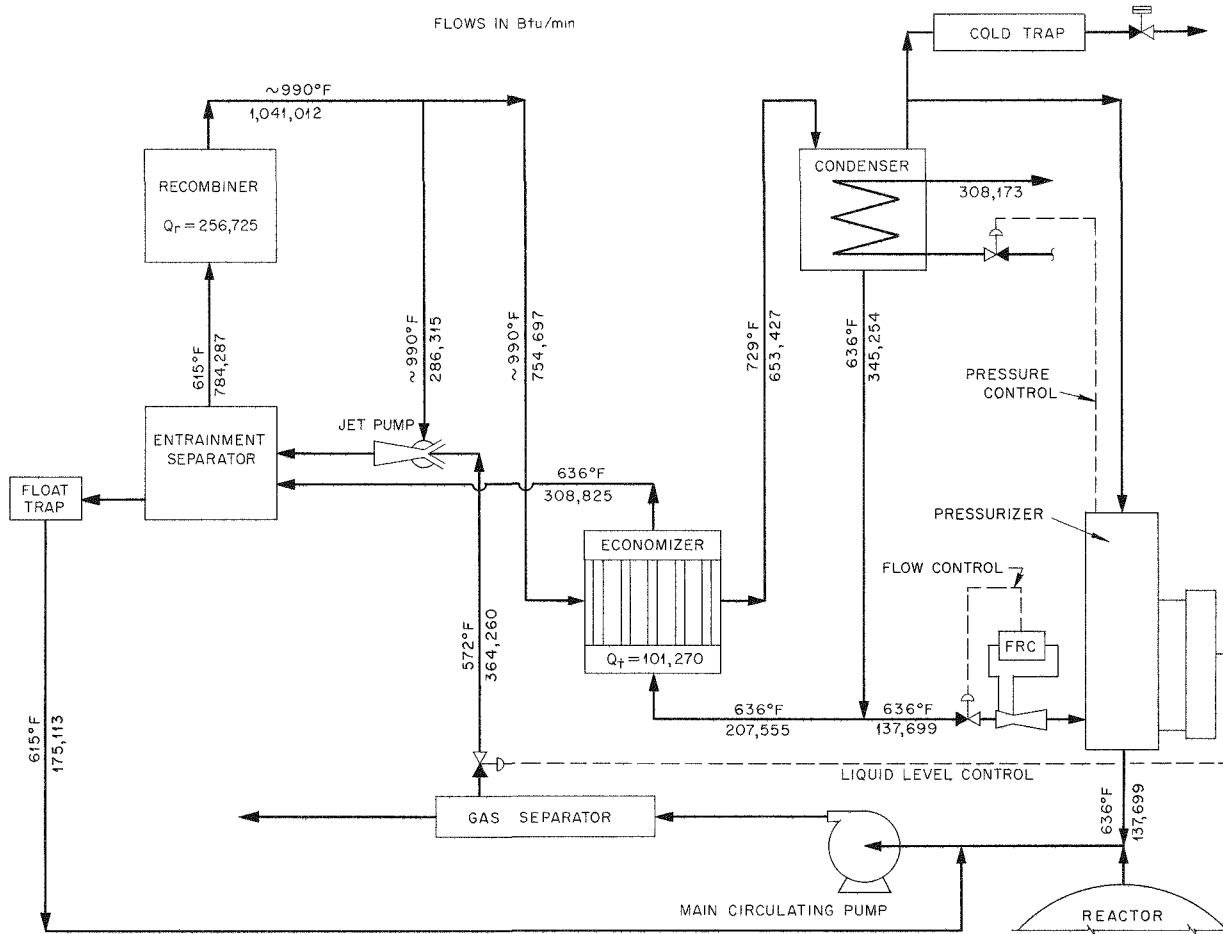 FLOWS IN Btu/min
COLD TRAP
~990°F
1,041,012
RECOMBINER
Qr = 256,725
CONDENSER
308,173
615°F
784,287
~990°F
286,315
~990°F
754,697
729°F
653,427
636°F
345,254
PRESSURE
CONTROL
ENTRAINMENT
SEPARATOR
JET PUMP
636°F
308,825
FLOAT
TRAP
PRESSURIZER
ECONOMIZER
FLOW CONTROL
FRC
572°F
364,260
Q† = 101,270
636°F
207,555
636°F
137,699
615°F
175,113
LIQUID LEVEL CONTROL
GAS SEPARATOR
636°F
137,699
MAIN CIRCULATING PUMP
REACTOR